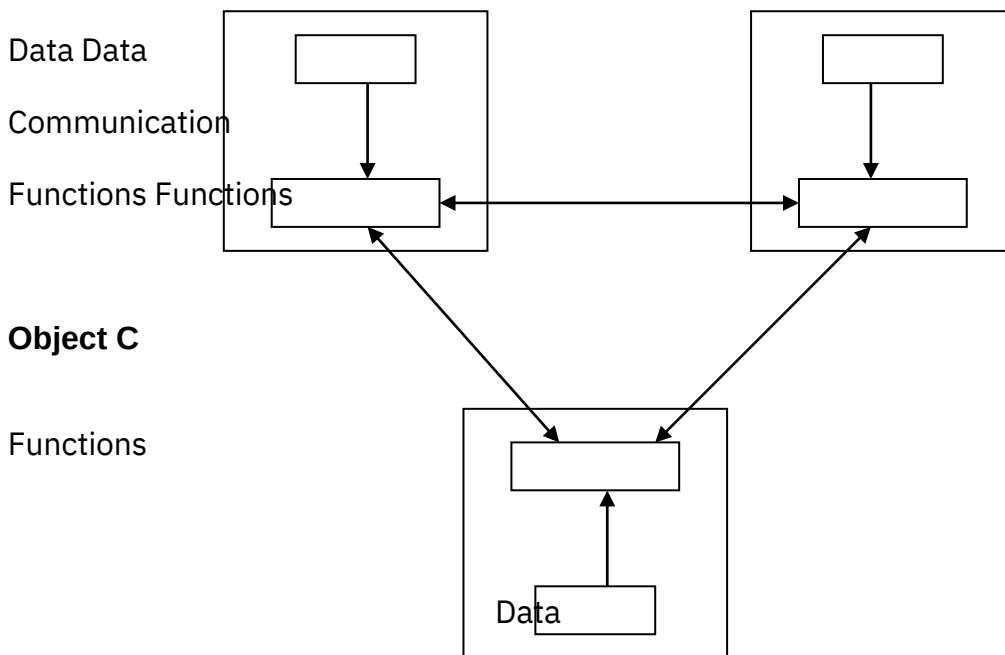 Data Data
Communication
Functions Functions
Object C
Functions
Data